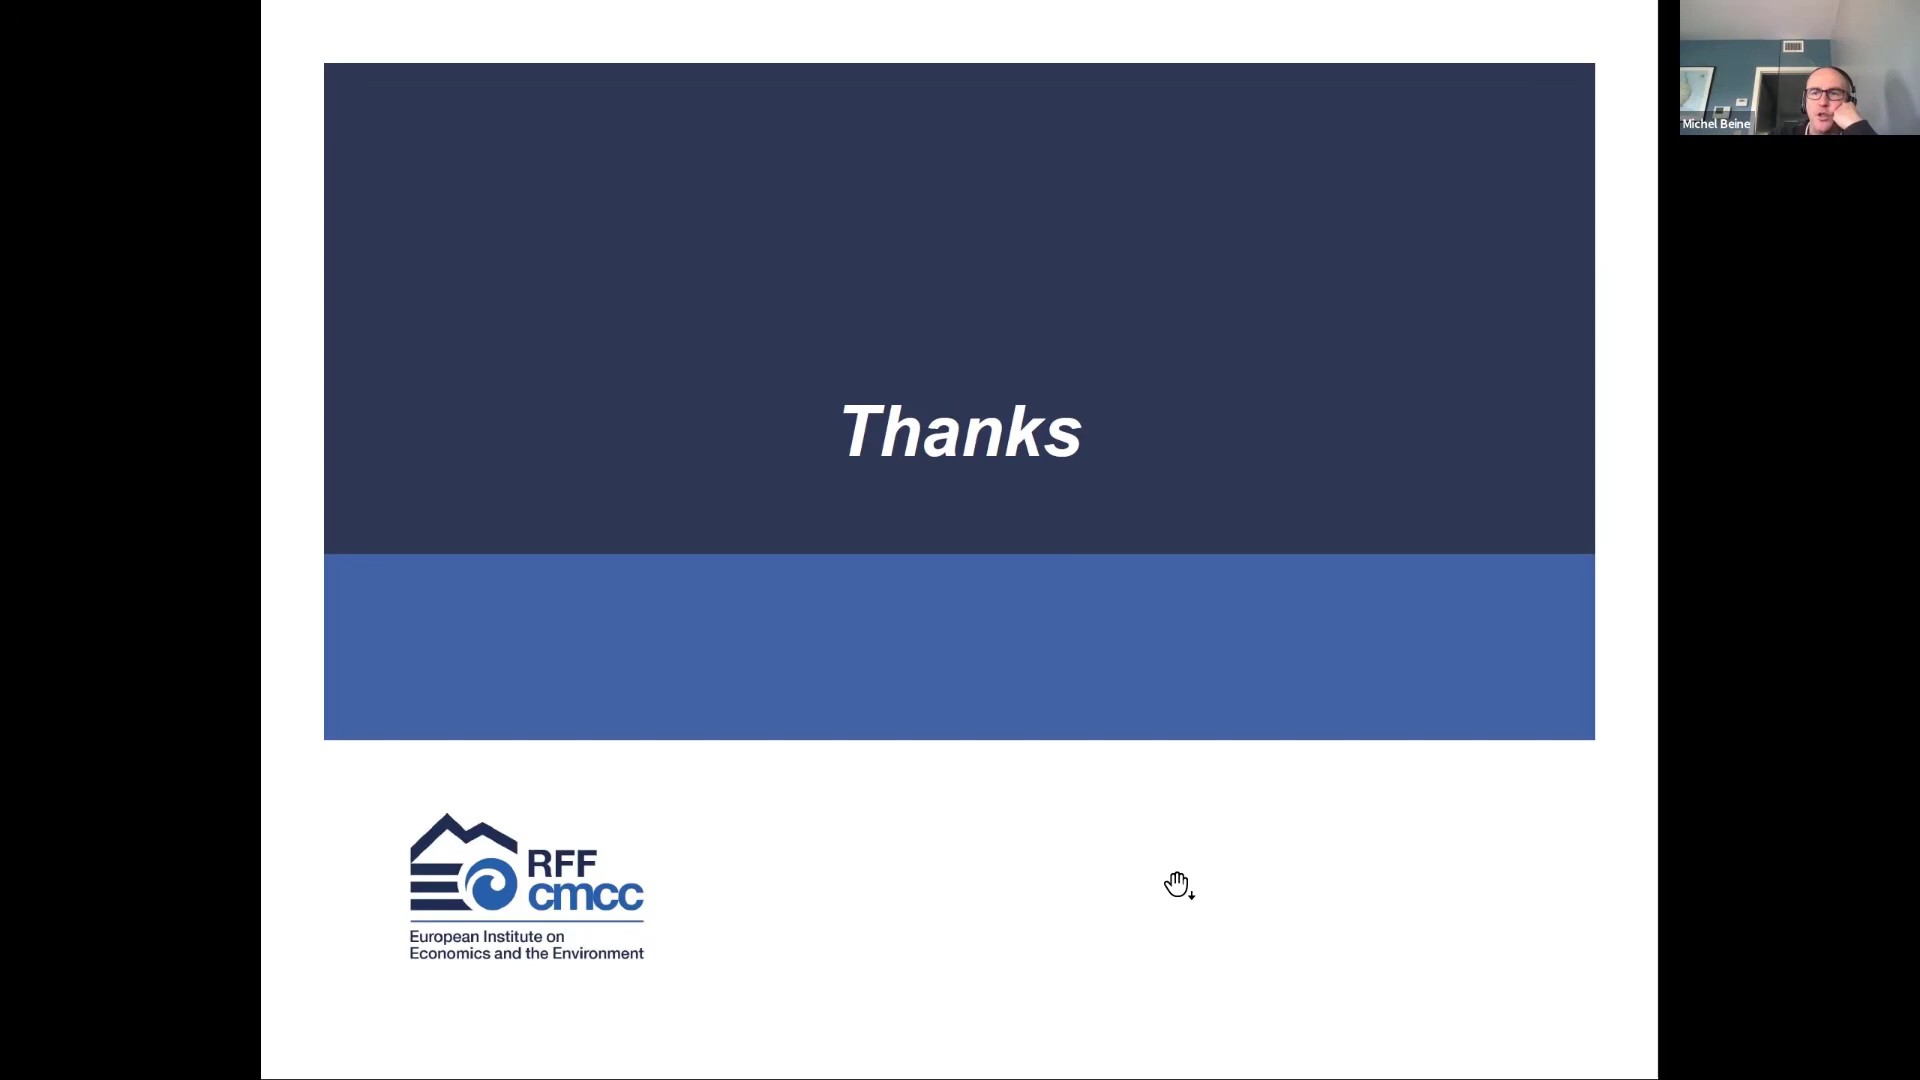 Michel Beine
Thanks
RFF
cmcc
European Institute on
Economics and the Environment